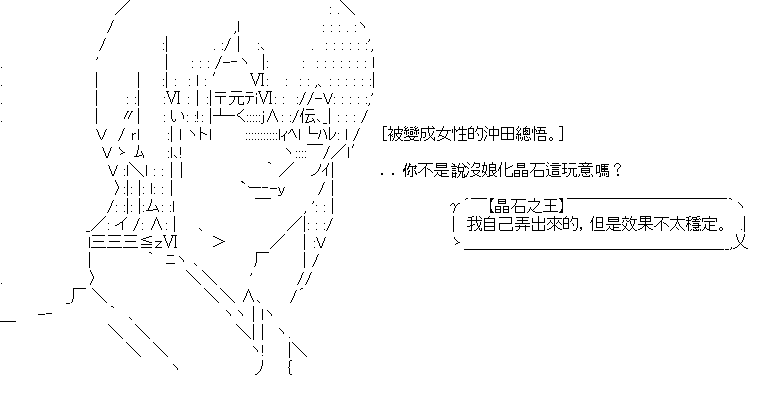 [被變成女性的沖田總悟。]
..你不是說沒娘化晶石這玩意嗎？
【晶石之王】
我自己弄出來的，但是效果不太穩定。